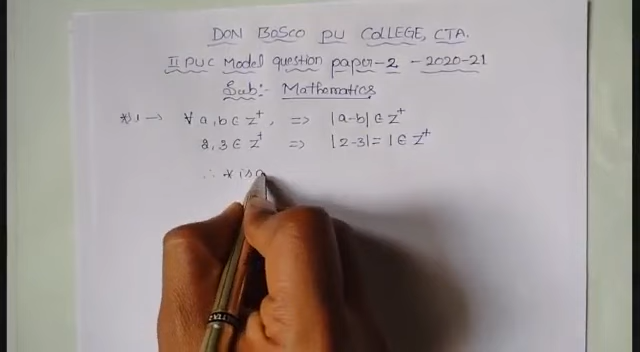 DON BOSCO PU COLLEGE, CTA.
II PUC Model question paper-2 - 2020-21
Sub:- Mathematics
*1 → ∀ a,b ∈ Z⁺, => |a-b| ∈ Z⁺
2,3 ∈ Z⁺ => |2-3| = 1 ∈ Z⁺
∴ * is a